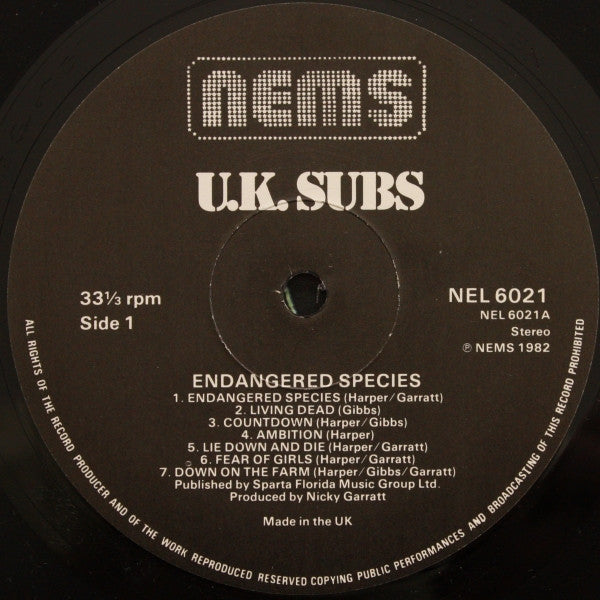 nems
U.K. SUBS
33⅓ rpm
Side 1
NEL 6021
NEL 6021A
Stereo
℗ NEMS 1982
ENDANGERED SPECIES
1. ENDANGERED SPECIES (Harper/Garratt)
2. LIVING DEAD (Gibbs)
3. COUNTDOWN (Harper/Gibbs)
4. AMBITION (Harper)
5. LIE DOWN AND DIE (Harper/Garratt)
6. FEAR OF GIRLS (Harper/Garratt)
7. DOWN ON THE FARM (Harper/Gibbs/Garratt)
Published by Sparta Florida Music Group Ltd.
Produced by Nicky Garratt
Made in the UK
ALL RIGHTS OF THE RECORD PRODUCER AND OF THE WORK REPRODUCED RESERVED COPYING PUBLIC PERFORMANCES AND BROADCASTING OF THIS RECORD PROHIBITED